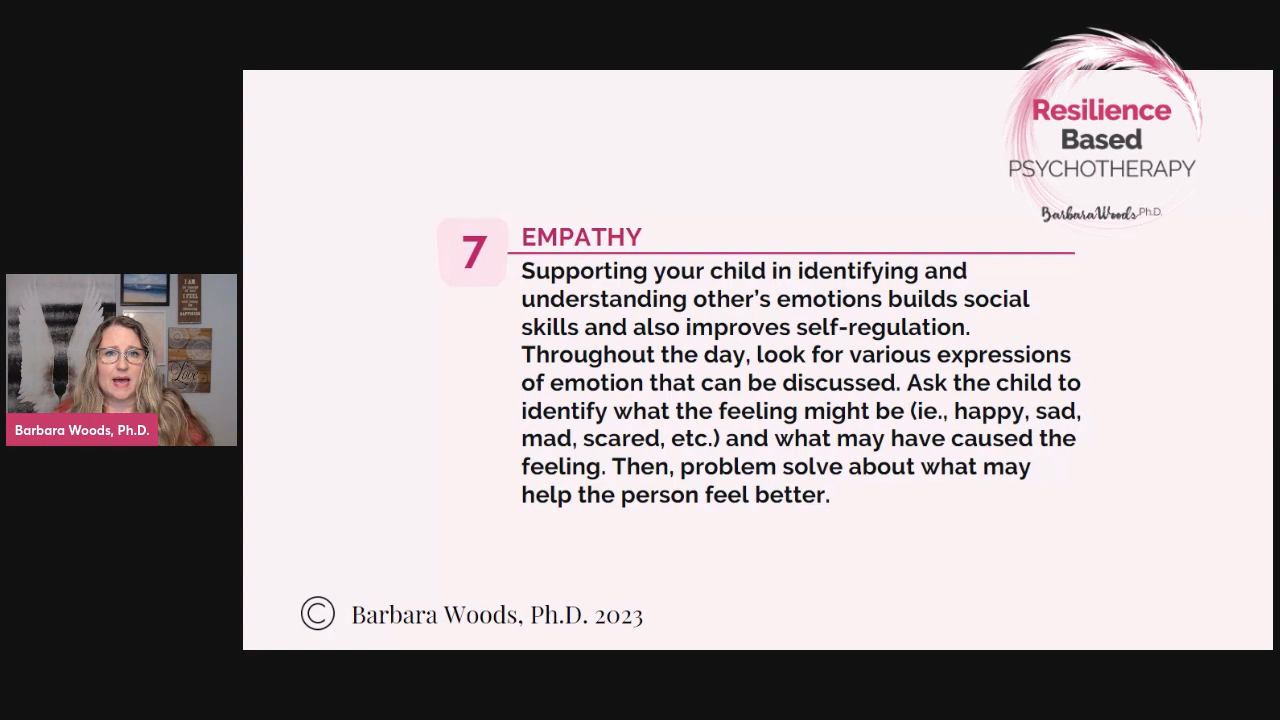 Resilience
Based
PSYCHOTHERAPY
Barbara Woods Ph.D.
7
EMPATHY
Supporting your child in identifying and
understanding other's emotions builds social
skills and also improves self-regulation.
Throughout the day, look for various expressions
of emotion that can be discussed. Ask the child to
identify what the feeling might be (ie., happy, sad,
mad, scared, etc.) and what may have caused the
feeling. Then, problem solve about what may
help the person feel better.
I AM
I FEEL
Love
Barbara Woods, Ph.D.
© Barbara Woods, Ph.D. 2023